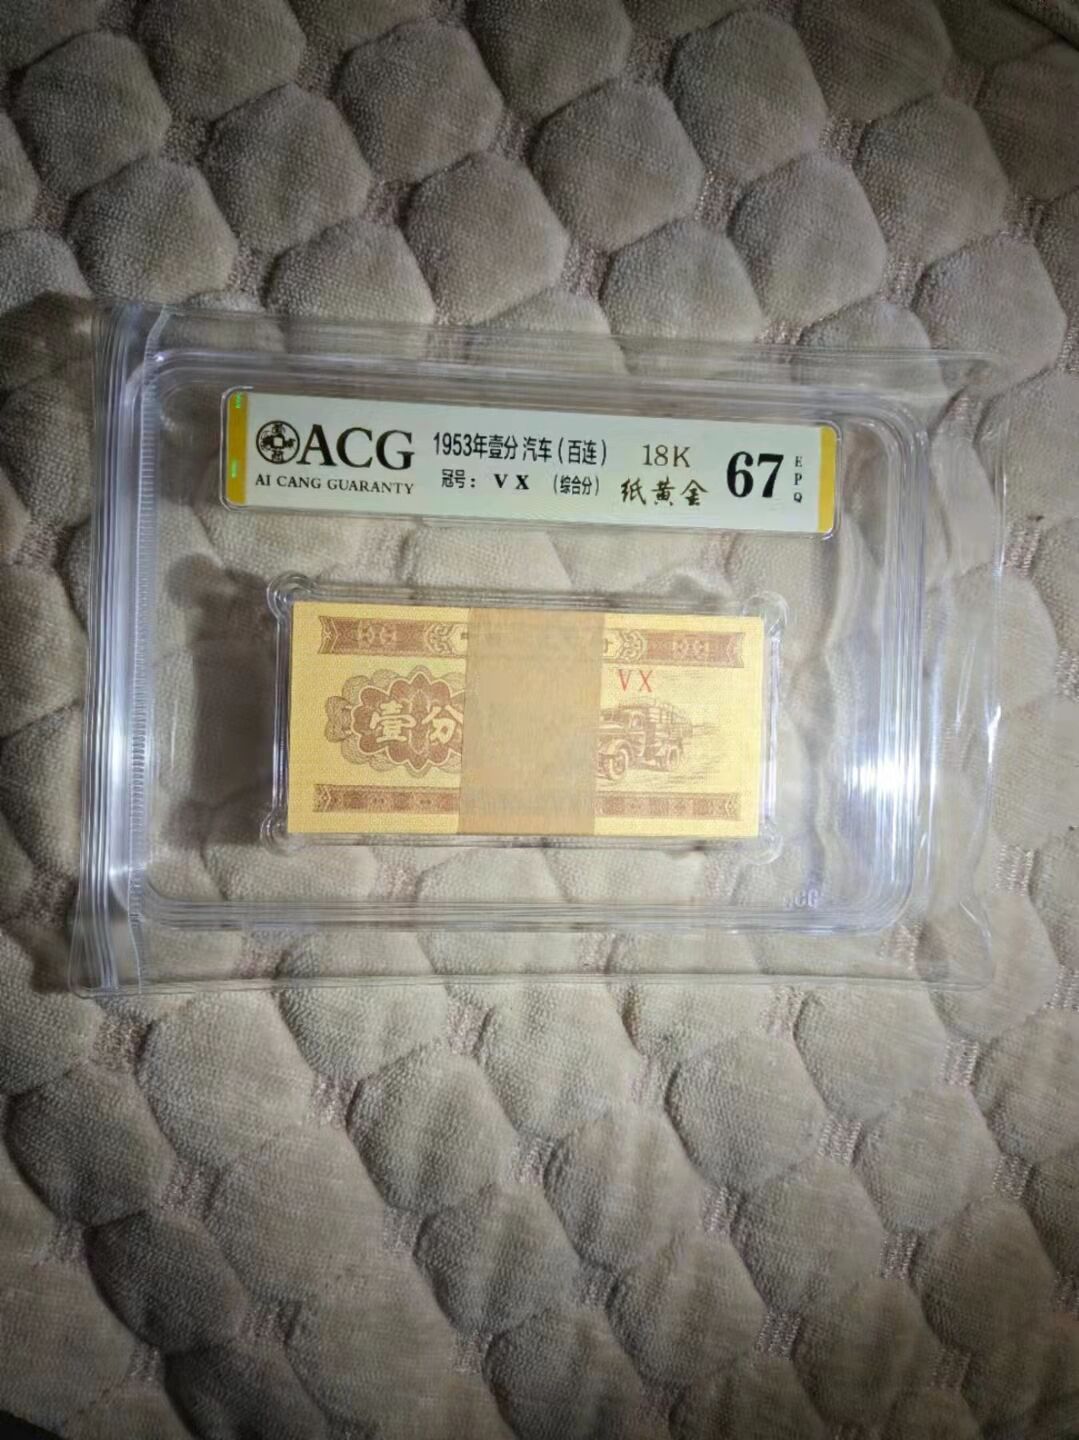 ACG
AI CANG GUARANTY
1953年壹分 汽车(百连)
冠号: V X (综合分)
18K
纸黄金
67
EPQ
V X
壹分